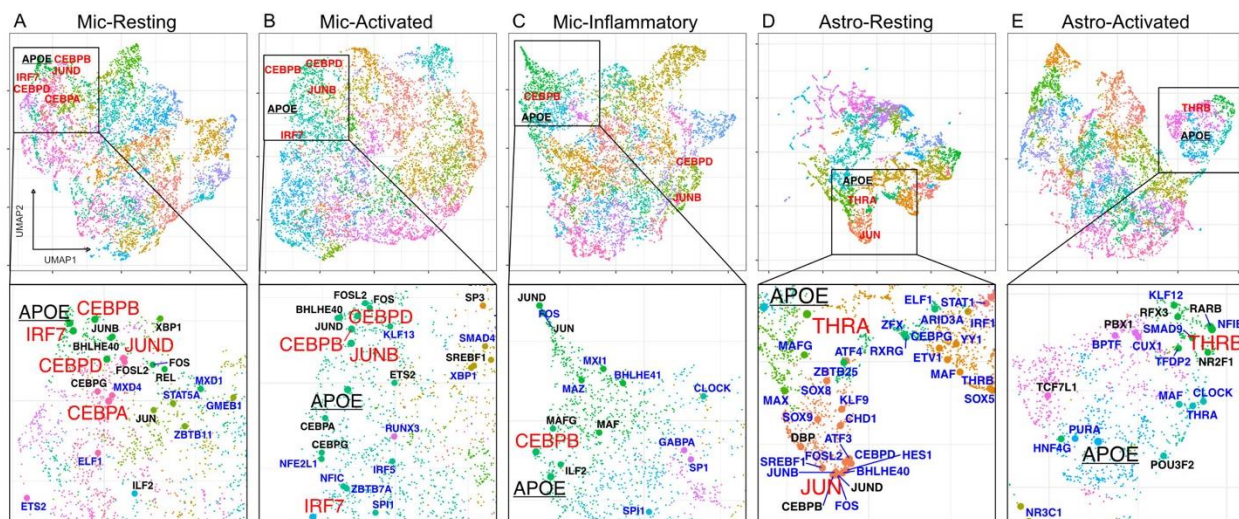 A Mic-Resting
B Mic-Activated
C Mic-Inflammatory
D Astro-Resting
E Astro-Activated
APOE CEBPB
JUND
IRF7
CEBPD
CEBPA
UMAP2
UMAP1
CEBPB CEBPD
JUNB
APOE
IRF7
CEBPB
APOE
CEBPD
JUNB
APOE
THRA
JUN
THRB
APOE
APOE
CEBPB
IRF7
JUNB
XBP1
BHLHE40
JUND
CEBPD
FOSL2
FOS
REL
CEBPG
MXD4
MXD1
STAT5A
GMEB1
CEBPA
JUN
ZBTB11
ELF1
ILF2
ETS2
FOSL2
FOS
SP3
BHLHE40
CEBPD
JUND
KLF13
CEBPB
JUNB
SMAD4
SREBF1
XBP1
ETS2
APOE
CEBPA
RUNX3
CEBPG
NFE2L1
IRF5
NFIC
ZBTB7A
IRF7
SPI1
JUND
FOS
JUN
MXI1
BHLHE41
MAZ
CLOCK
MAFG
MAF
CEBPB
GABPA
SP1
ILF2
APOE
SPI1
APOE
ELF1
STAT1
THRA
ZFX
ARID3A
IRF1
CEBPG
YY1
MAFG
ATF4
RXRG
ETV1
ZBTB25
MAF
THRB
MAX
SOX8
SOX5
KLF9
SOX9
CHD1
DBP
ATF3
FOSL2
CEBPD
HES1
SREBF1
BHLHE40
JUNB
JUN
JUND
CEBPB
FOS
KLF12
RFX3
RARB
PBX1
SMAD9
NFIB
BPTF
CUX1
THRB
TFDP2
NR2F1
TCF7L1
MAF
CLOCK
THRA
PURA
HNF4G
APOE
POU3F2
NR3C1